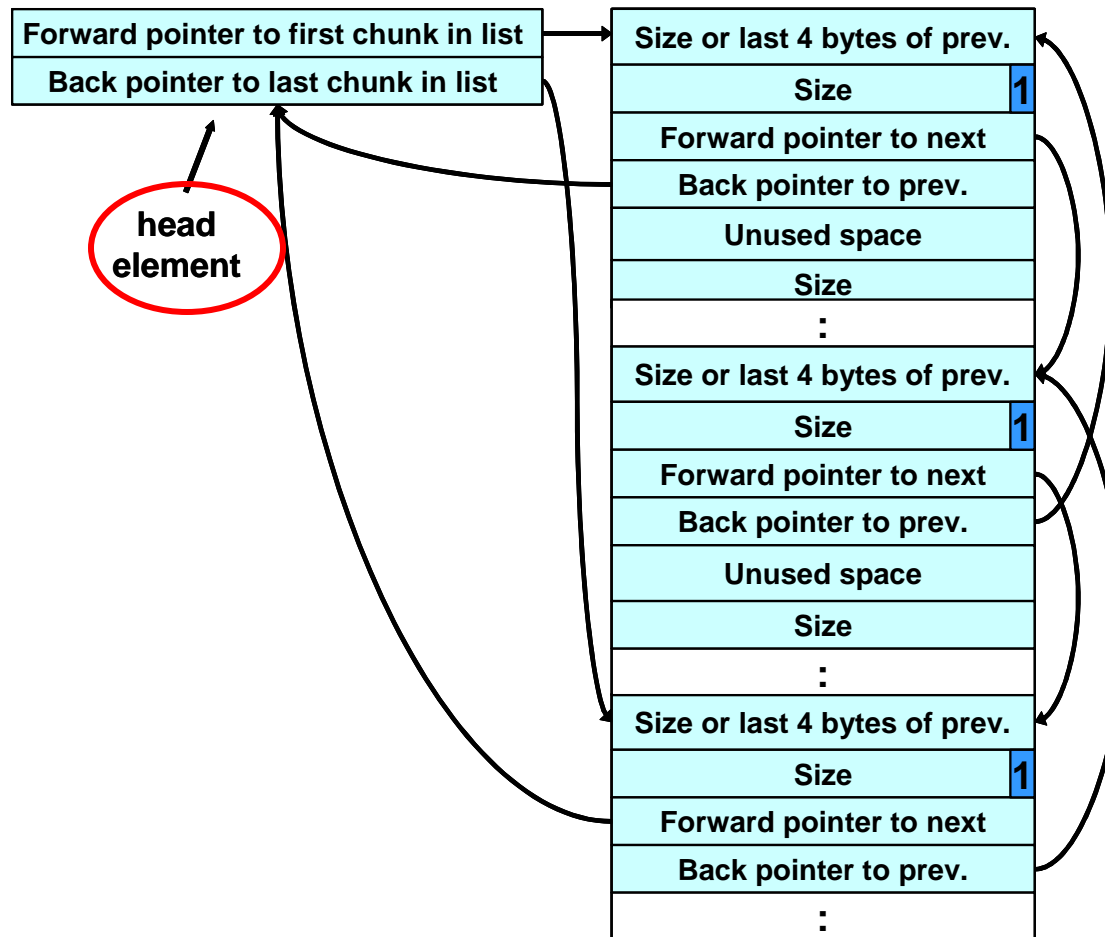 Forward pointer to first chunk in list
Back pointer to last chunk in list
head
element
Size or last 4 bytes of prev.
Size 1
Forward pointer to next
Back pointer to prev.
Unused space
Size
:
Size or last 4 bytes of prev.
Size 1
Forward pointer to next
Back pointer to prev.
Unused space
Size
:
Size or last 4 bytes of prev.
Size 1
Forward pointer to next
Back pointer to prev.
: